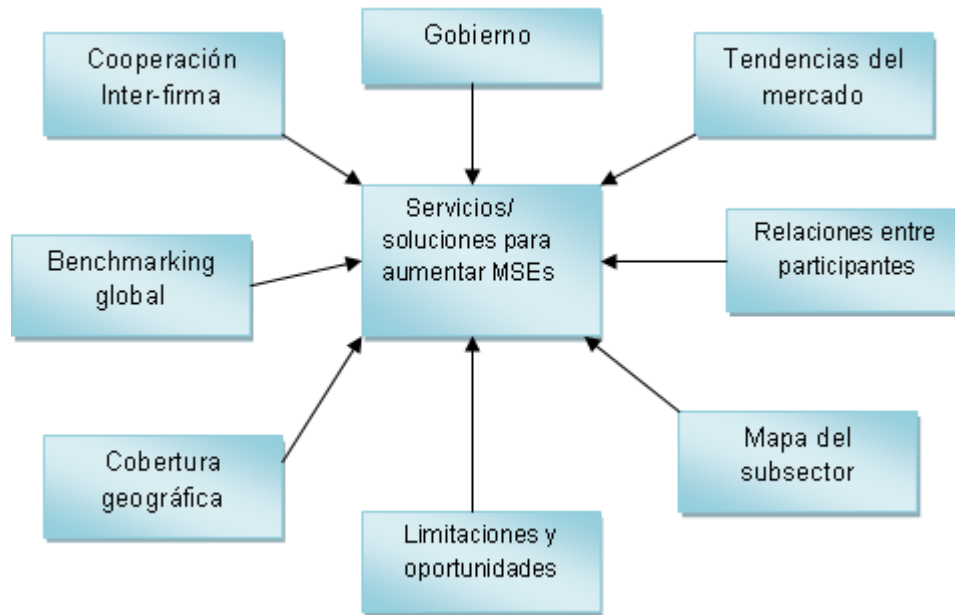 Cooperación
Inter-firma
Gobierno
Tendencias del
mercado
Servicios/
soluciones para
aumentar MSEs
Benchmarking
global
Relaciones entre
participantes
Cobertura
geográfica
Limitaciones y
oportunidades
Mapa del
subsector